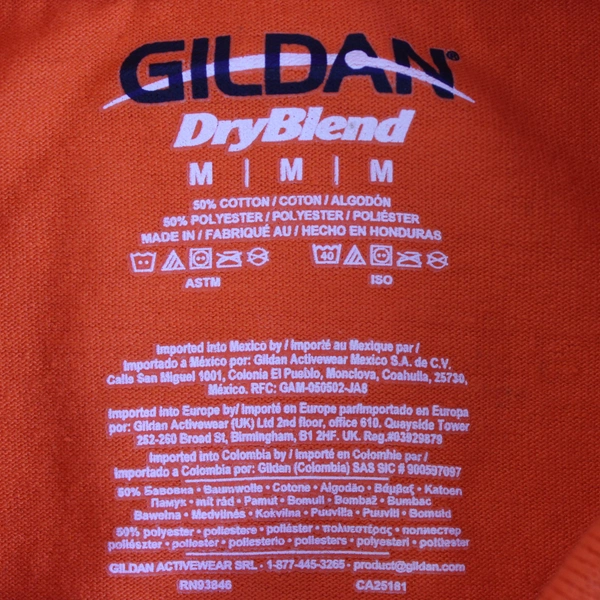 GILDAN®
DryBlend
M | M | M
50% COTTON / COTON / ALGODÓN
50% POLYESTER / POLYESTER / POLIÉSTER
MADE IN / FABRIQUÉ AU / HECHO EN HONDURAS
40
ASTM ISO
Imported into Mexico by / Importé au Mexique par /
Importado a México por: Gildan Activewear Mexico S.A. de C.V.
Calle San Miguel 1001, Colonia El Pueblo, Monclova, Coahuila, 25730,
México. RFC: GAM-050502-JA8
Imported into Europe by/ Importé en Europe par/Importado en Europa
por: Gildan Activewear (UK) Ltd 2nd floor, office 610. Quayside Tower
252-260 Broad St, Birmingham, B1 2HF. UK. Reg.#03929879
Imported into Colombia by / Importé en Colombie par /
Importado a Colombia por: Gildan (Colombia) SAS SIC # 900597097
50% Бавовна • Baumwolle • Cotone • Algodão • Βάμβαξ • Katoen
Памук • mit råd • Pamut • Bomull • Bombaž • Bumbac
Bawełna • Medvilnės • Kokvilna • Puuvilla • Puuvill • Bomuld
50% polyester • poliestere • poliéster • πολυεστέρας • полиестер
poliészter • poliester • poliesterio • poliesters • polyesteri • polüester
GILDAN ACTIVEWEAR SRL · 1-877-445-3265 · product@gildan.com
RN93846 CA25181